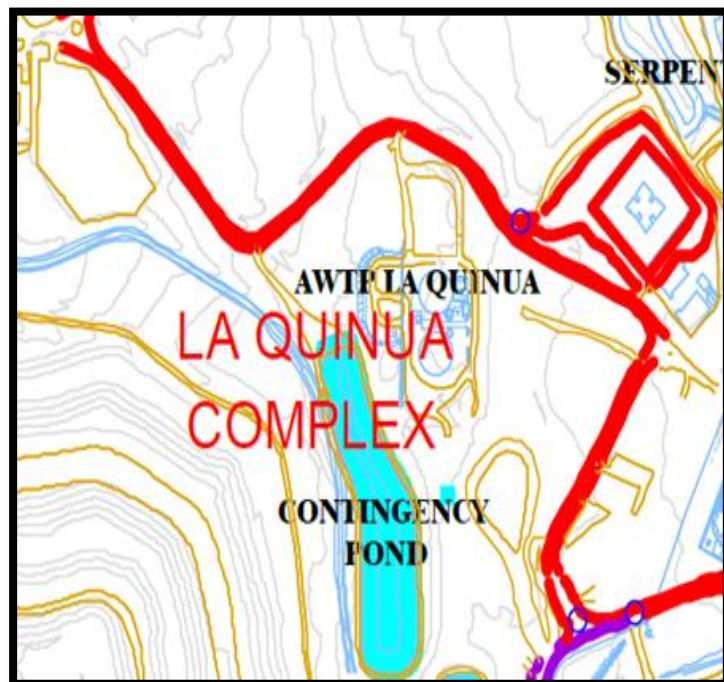 SERPENT
AWTP LA QUINUA
LA QUINUA
COMPLEX
CONTINGENCY
POND